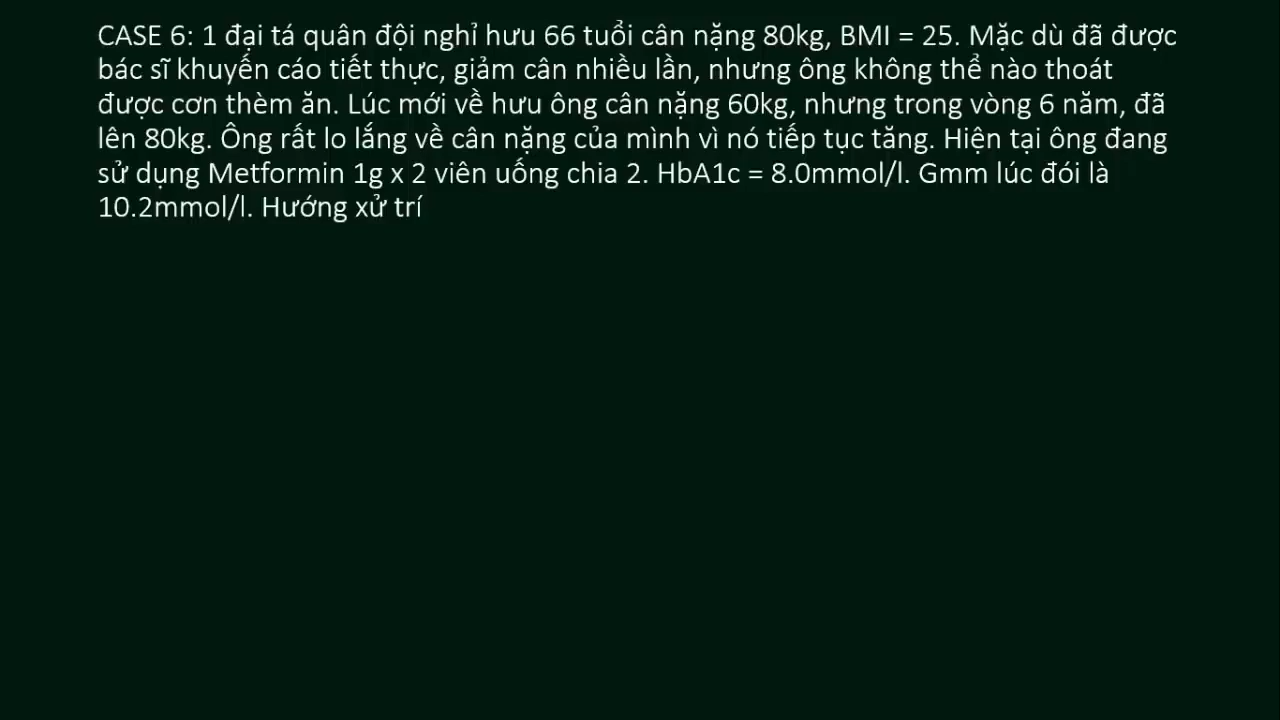 CASE 6: 1 đại tá quân đội nghỉ hưu 66 tuổi cân nặng 80kg, BMI = 25. Mặc dù đã được
bác sĩ khuyến cáo tiết thực, giảm cân nhiều lần, nhưng ông không thể nào thoát
được cơn thèm ăn. Lúc mới về hưu ông cân nặng 60kg, nhưng trong vòng 6 năm, đã
lên 80kg. Ông rất lo lắng về cân nặng của mình vì nó tiếp tục tăng. Hiện tại ông đang
sử dụng Metformin 1g x 2 viên uống chia 2. HbA1c = 8.0mmol/l. Gmm lúc đói là
10.2mmol/l. Hướng xử trí